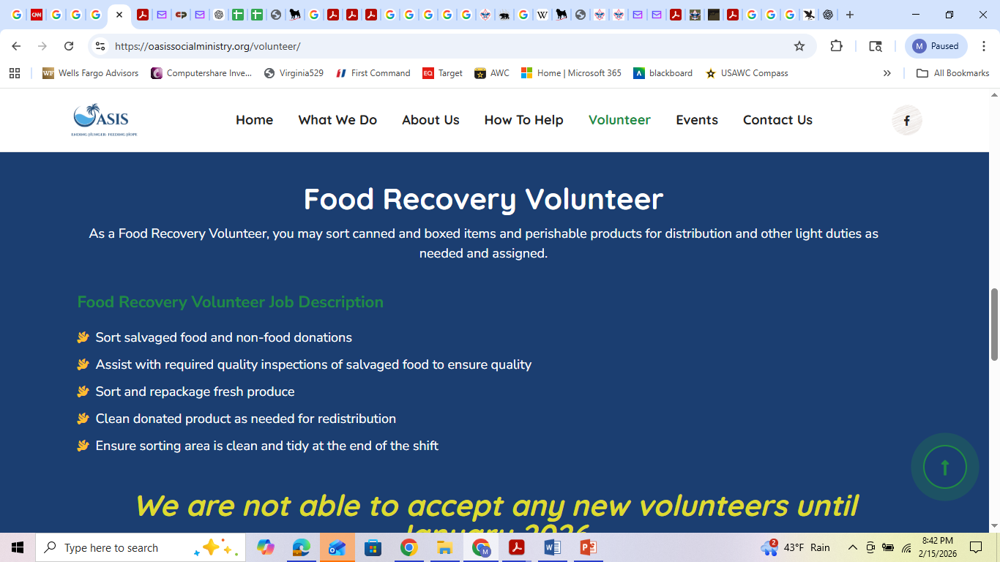 https://oasissocialministry.org/volunteer/
M Paused
Wells Fargo Advisors
Computershare Inve...
Virginia529
First Command
Target
AWC
Home | Microsoft 365
blackboard
USAWC Compass
All Bookmarks
OASIS
ENDING HUNGER-FEEDING HOPE
Home
What We Do
About Us
How To Help
Volunteer
Events
Contact Us
Food Recovery Volunteer
As a Food Recovery Volunteer, you may sort canned and boxed items and perishable products for distribution and other light duties as
needed and assigned.
Food Recovery Volunteer Job Description
Sort salvaged food and non-food donations
Assist with required quality inspections of salvaged food to ensure quality
Sort and repackage fresh produce
Clean donated product as needed for redistribution
Ensure sorting area is clean and tidy at the end of the shift
We are not able to accept any new volunteers until
January 2026
Type here to search
2
43°F Rain
8:42 PM
2/15/2026